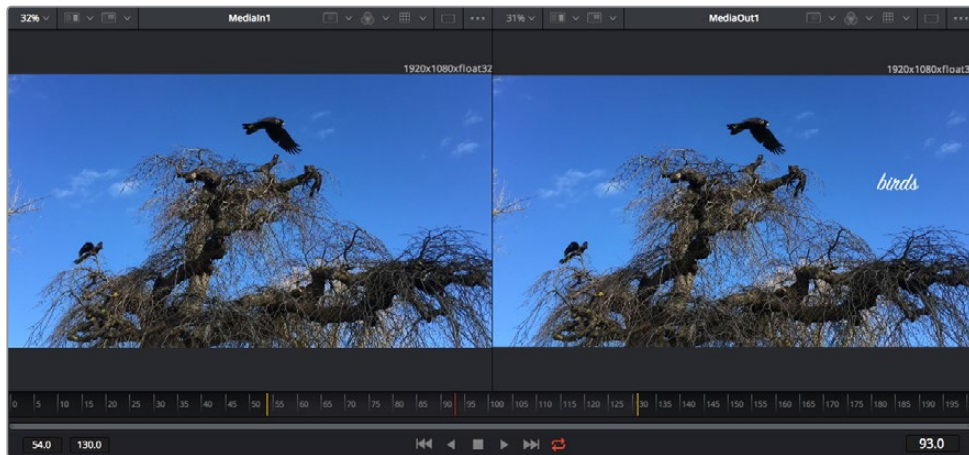 32% MediaIn1 31% MediaOut1
1920x1080xfloat32 1920x1080xfloat3
birds
0 5 10 15 20 25 30 35 40 45 50 55 60 65 70 75 80 85 90 95 100 105 110 115 120 125 30 135 140 145 150 155 160 165 170 175 180 185 190 195
54.0 130.0 93.0